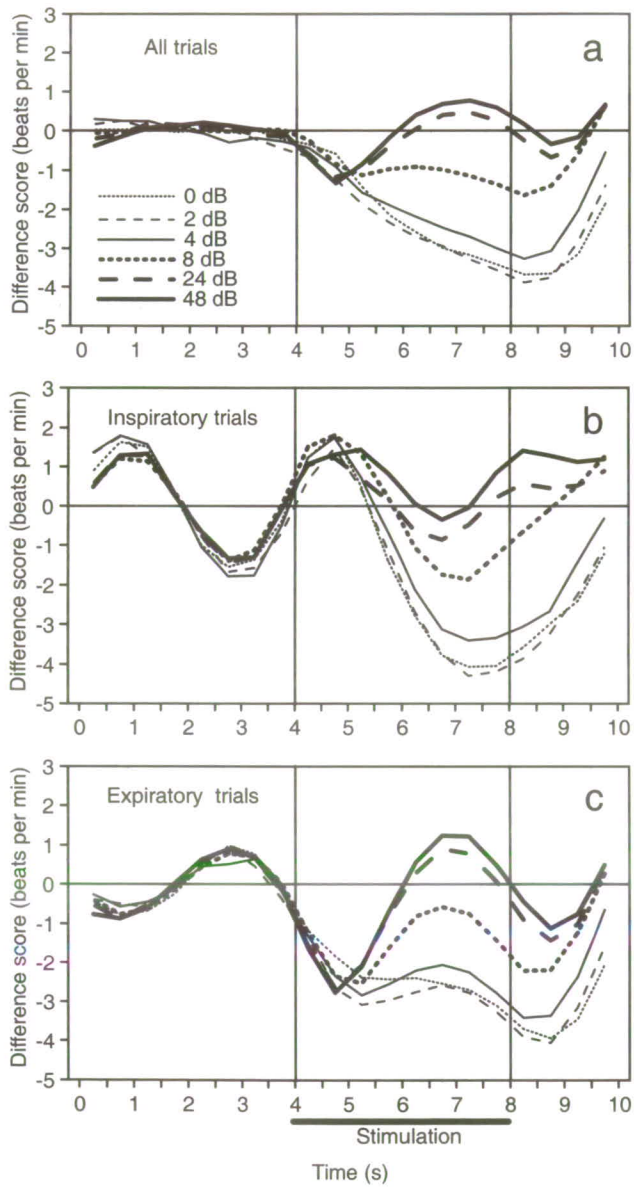 Difference score (beats per min)
3
2
1
0
-1
-2
-3
-4
-5
All trials
a
0 dB
2 dB
4 dB
8 dB
24 dB
48 dB
0 1 2 3 4 5 6 7 8 9 10
Difference score (beats per min)
3
2
1
0
-1
-2
-3
-4
-5
Inspiratory trials
b
0 1 2 3 4 5 6 7 8 9 10
Difference score (beats per min)
3
2
1
0
-1
-2
-3
-4
-5
Expiratory trials
c
0 1 2 3 4 5 6 7 8 9 10
Stimulation
Time (s)